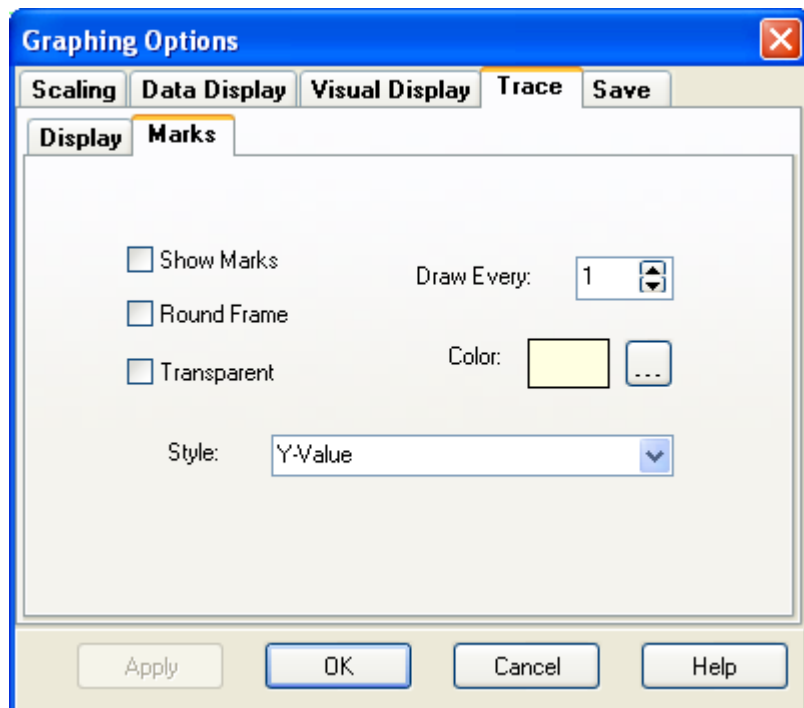 Graphing Options
Scaling Data Display Visual Display Trace Save
Display Marks
Show Marks
Draw Every: 1
Round Frame
Color: ...
Transparent
Style: Y-Value
Apply OK Cancel Help